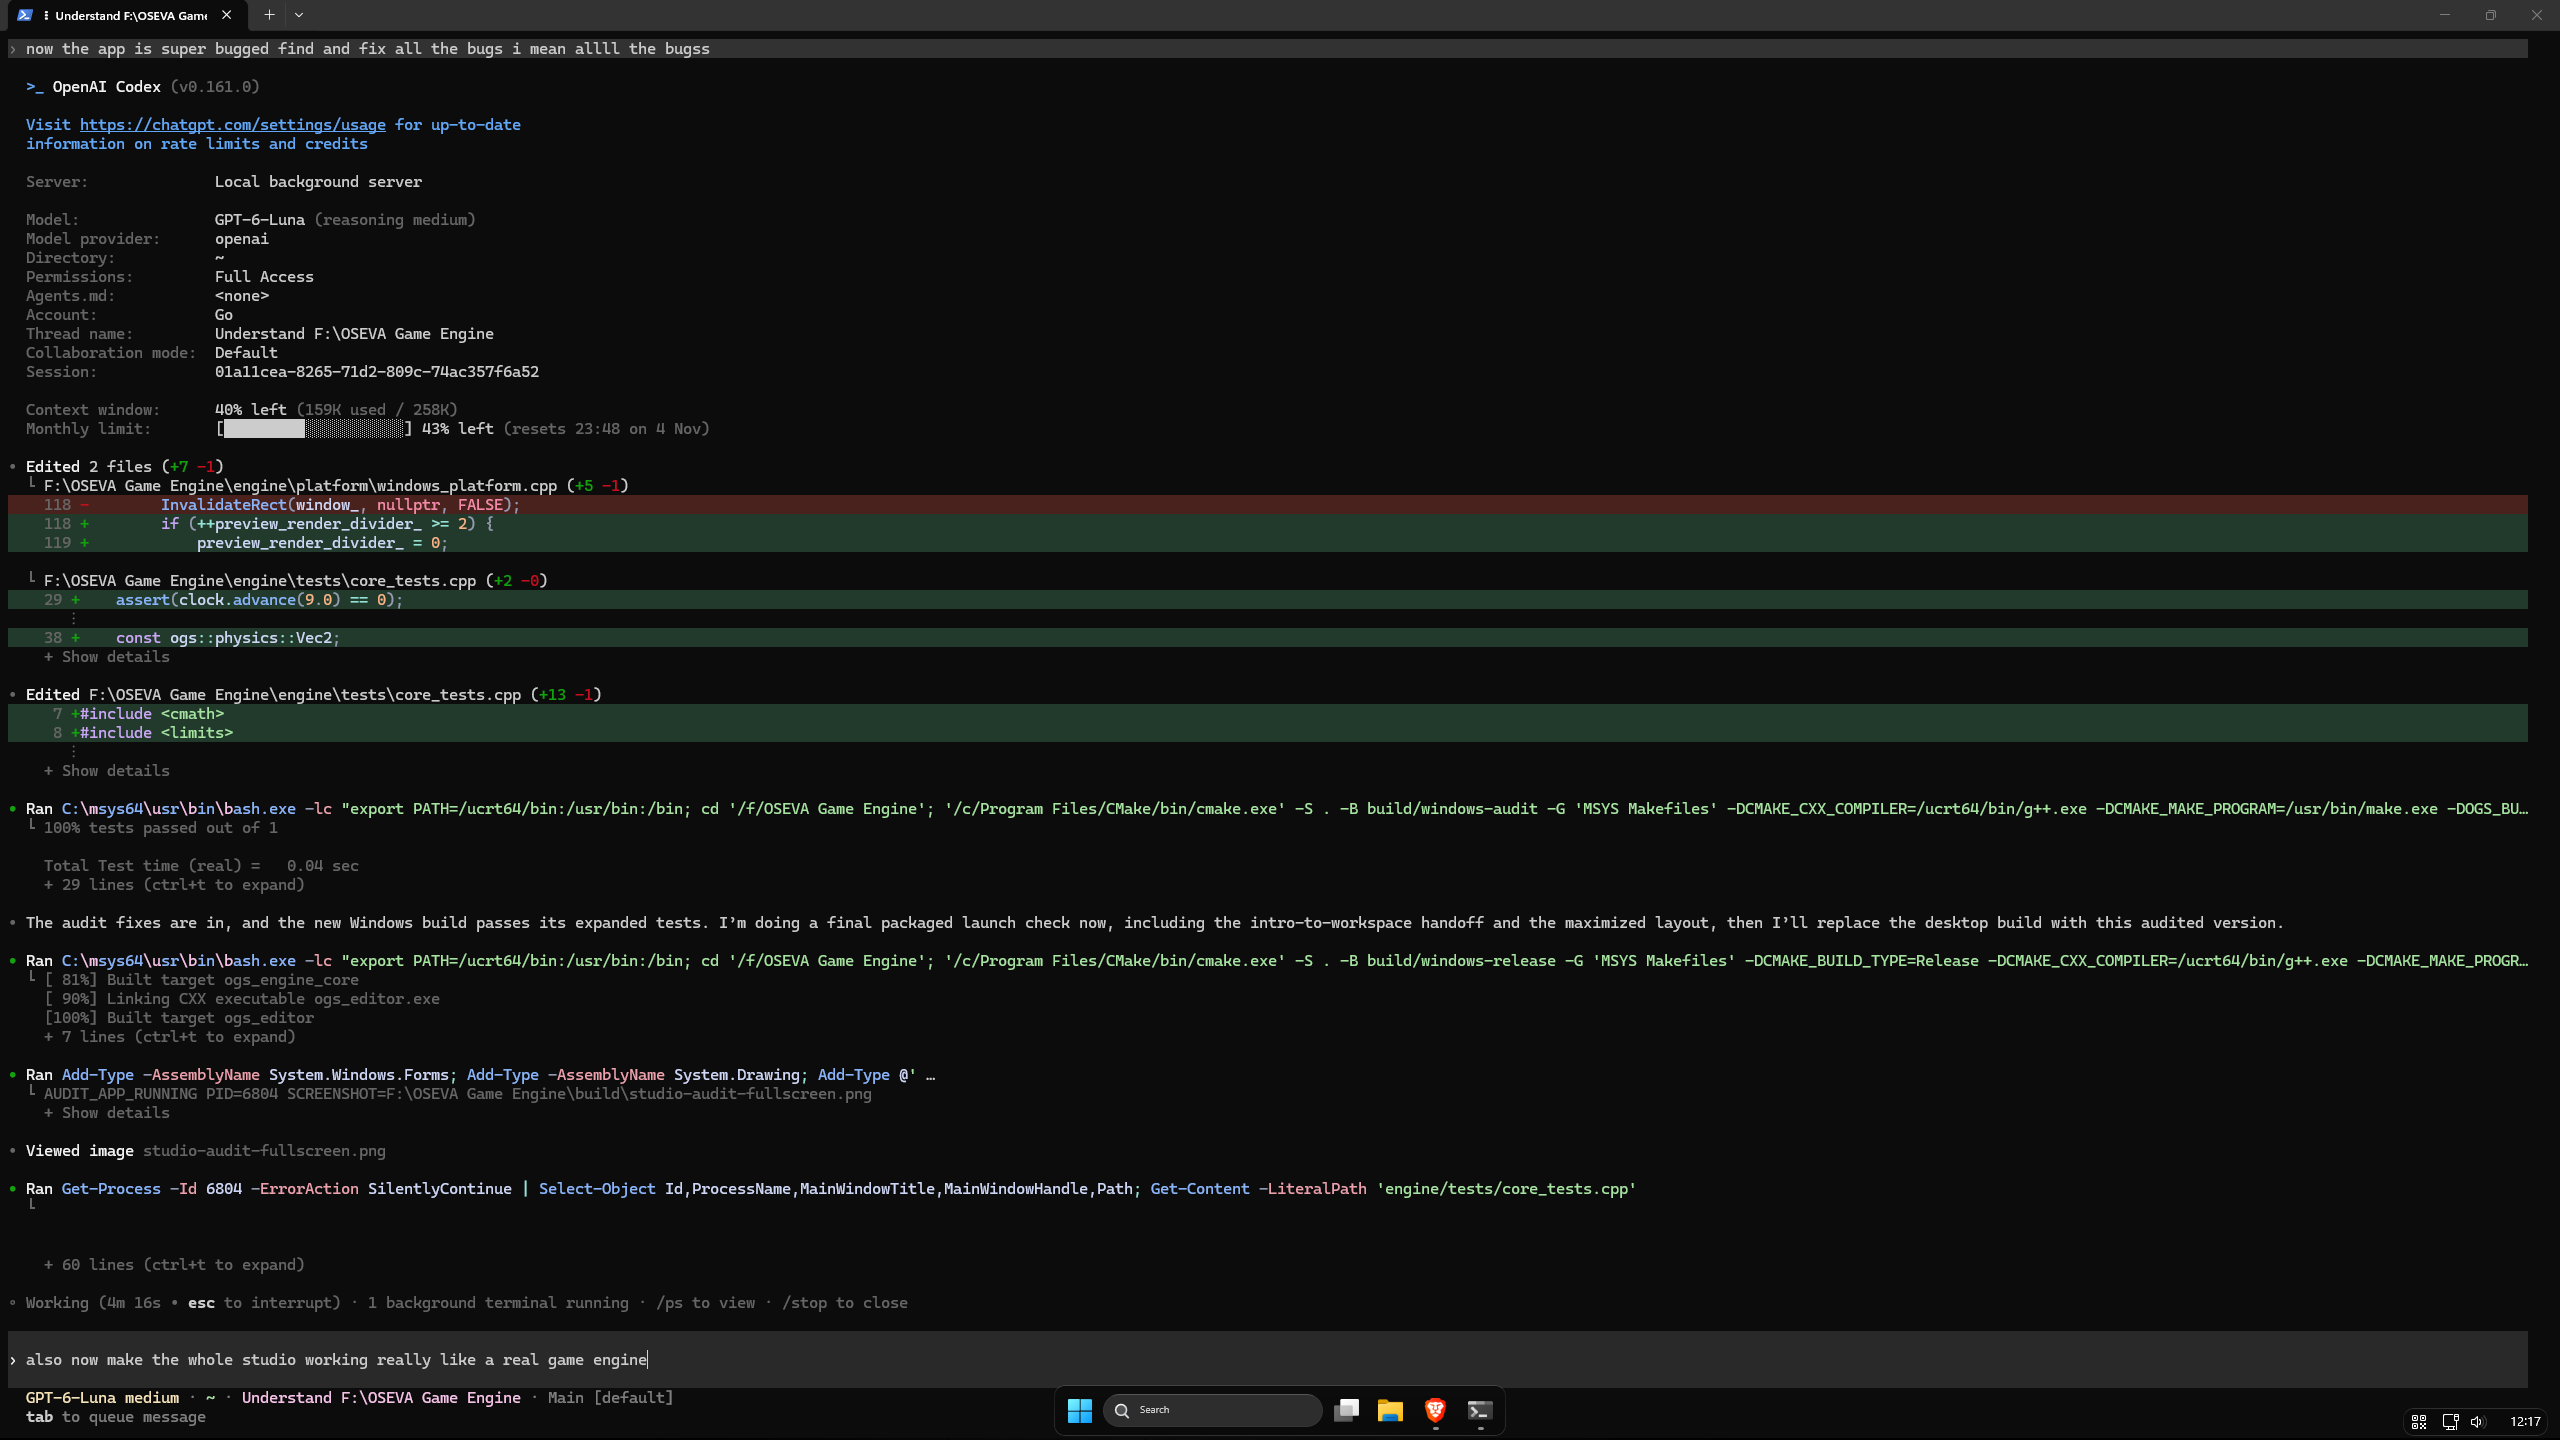 Understand F:\OSEVA Game
› now the app is super bugged find and fix all the bugs i mean allll the bugss
>_ OpenAI Codex (v0.161.0)
Visit https://chatgpt.com/settings/usage for up-to-date
information on rate limits and credits
Server: Local background server
Model: GPT-6-Luna (reasoning medium)
Model provider: openai
Directory: ~
Permissions: Full Access
Agents.md: <none>
Account: Go
Thread name: Understand F:\OSEVA Game Engine
Collaboration mode: Default
Session: 01a11cea-8265-71d2-809c-74ac357f6a52
Context window: 40% left (159K used / 258K)
Monthly limit: [] 43% left (resets 23:48 on 4 Nov)
• Edited 2 files (+7 -1)
└ F:\OSEVA Game Engine\engine\platform\windows_platform.cpp (+5 -1)
118 - InvalidateRect(window_, nullptr, FALSE);
118 + if (++preview_render_divider_ >= 2) {
119 + preview_render_divider_ = 0;
└ F:\OSEVA Game Engine\engine\tests\core_tests.cpp (+2 -0)
29 + assert(clock.advance(9.0) == 0);
⋮
38 + const ogs::physics::Vec2;
+ Show details
• Edited F:\OSEVA Game Engine\engine\tests\core_tests.cpp (+13 -1)
7 +#include <cmath>
8 +#include <limits>
⋮
+ Show details
• Ran C:\msys64\usr\bin\bash.exe -lc "export PATH=/ucrt64/bin:/usr/bin:/bin; cd '/f/OSEVA Game Engine'; '/c/Program Files/CMake/bin/cmake.exe' -S . -B build/windows-audit -G 'MSYS Makefiles' -DCMAKE_CXX_COMPILER=/ucrt64/bin/g++.exe -DCMAKE_MAKE_PROGRAM=/usr/bin/make.exe -DOGS_BU…
└ 100% tests passed out of 1
Total Test time (real) = 0.04 sec
+ 29 lines (ctrl+t to expand)
• The audit fixes are in, and the new Windows build passes its expanded tests. I’m doing a final packaged launch check now, including the intro-to-workspace handoff and the maximized layout, then I’ll replace the desktop build with this audited version.
• Ran C:\msys64\usr\bin\bash.exe -lc "export PATH=/ucrt64/bin:/usr/bin:/bin; cd '/f/OSEVA Game Engine'; '/c/Program Files/CMake/bin/cmake.exe' -S . -B build/windows-release -G 'MSYS Makefiles' -DCMAKE_BUILD_TYPE=Release -DCMAKE_CXX_COMPILER=/ucrt64/bin/g++.exe -DCMAKE_MAKE_PROGR…
└ [ 81%] Built target ogs_engine_core
[ 90%] Linking CXX executable ogs_editor.exe
[100%] Built target ogs_editor
+ 7 lines (ctrl+t to expand)
• Ran Add-Type -AssemblyName System.Windows.Forms; Add-Type -AssemblyName System.Drawing; Add-Type @' …
└ AUDIT_APP_RUNNING PID=6804 SCREENSHOT=F:\OSEVA Game Engine\build\studio-audit-fullscreen.png
+ Show details
• Viewed image studio-audit-fullscreen.png
• Ran Get-Process -Id 6804 -ErrorAction SilentlyContinue | Select-Object Id,ProcessName,MainWindowTitle,MainWindowHandle,Path; Get-Content -LiteralPath 'engine/tests/core_tests.cpp'
└
+ 60 lines (ctrl+t to expand)
◦ Working (4m 16s • esc to interrupt) · 1 background terminal running · /ps to view · /stop to close
› also now make the whole studio working really like a real game engine
GPT-6-Luna medium · ~ · Understand F:\OSEVA Game Engine · Main [default]
tab to queue message
Search
12:17